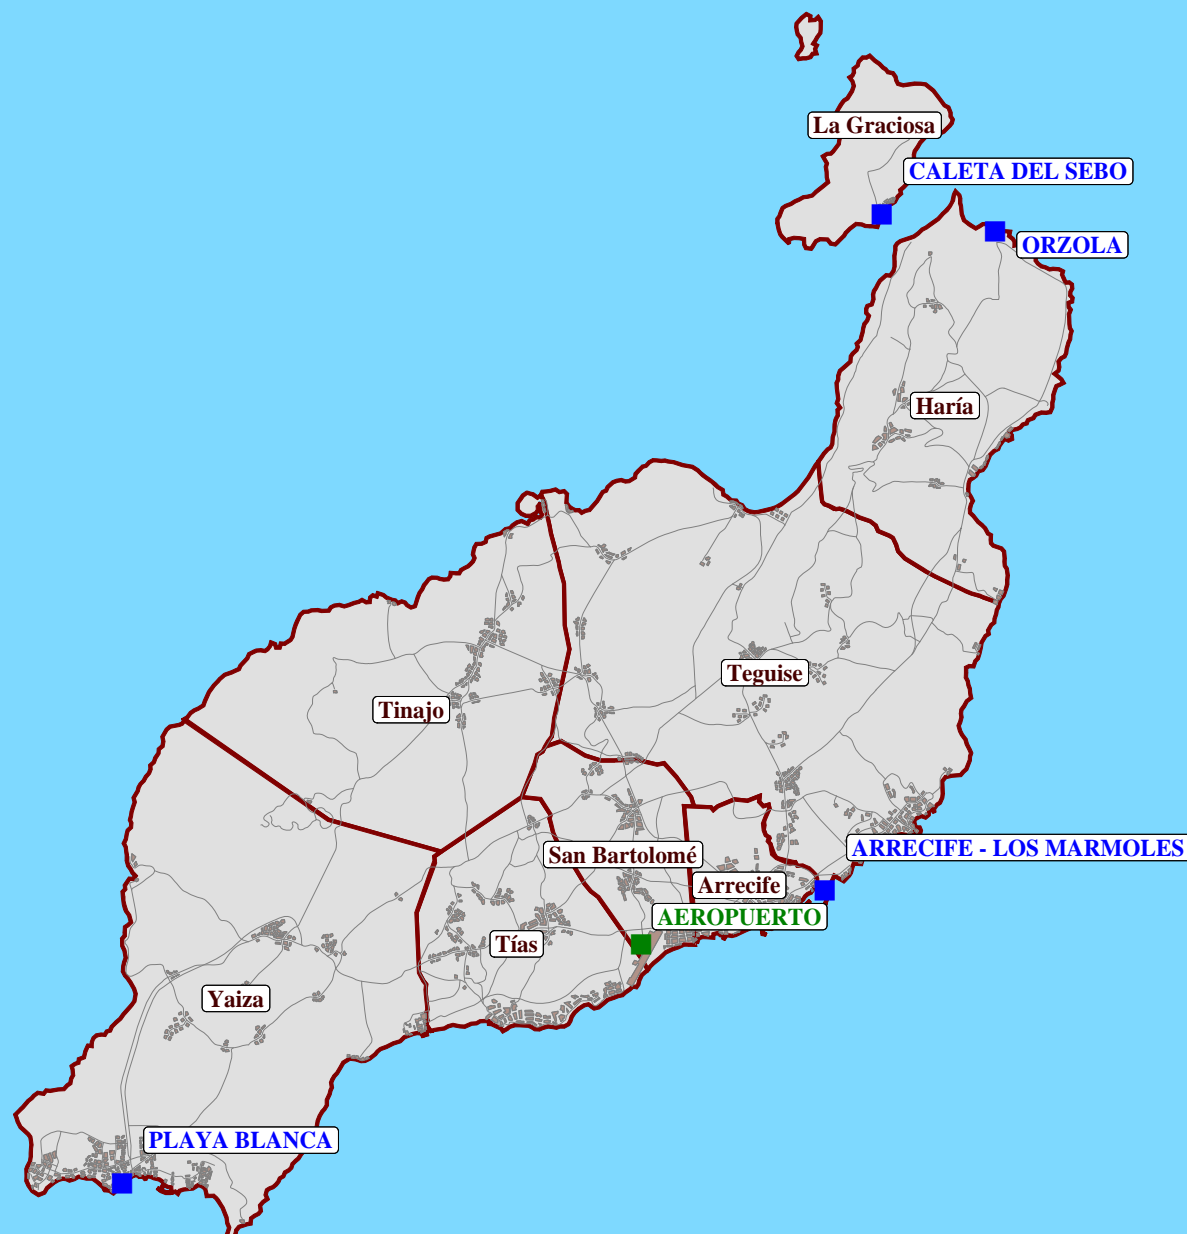 La Graciosa
CALETA DEL SEBO
ORZOLA
Haría
Teguise
Tinajo
ARRECIFE - LOS MARMOLES
San Bartolomé
Arrecife
AEROPUERTO
Tías
Yaiza
PLAYA BLANCA